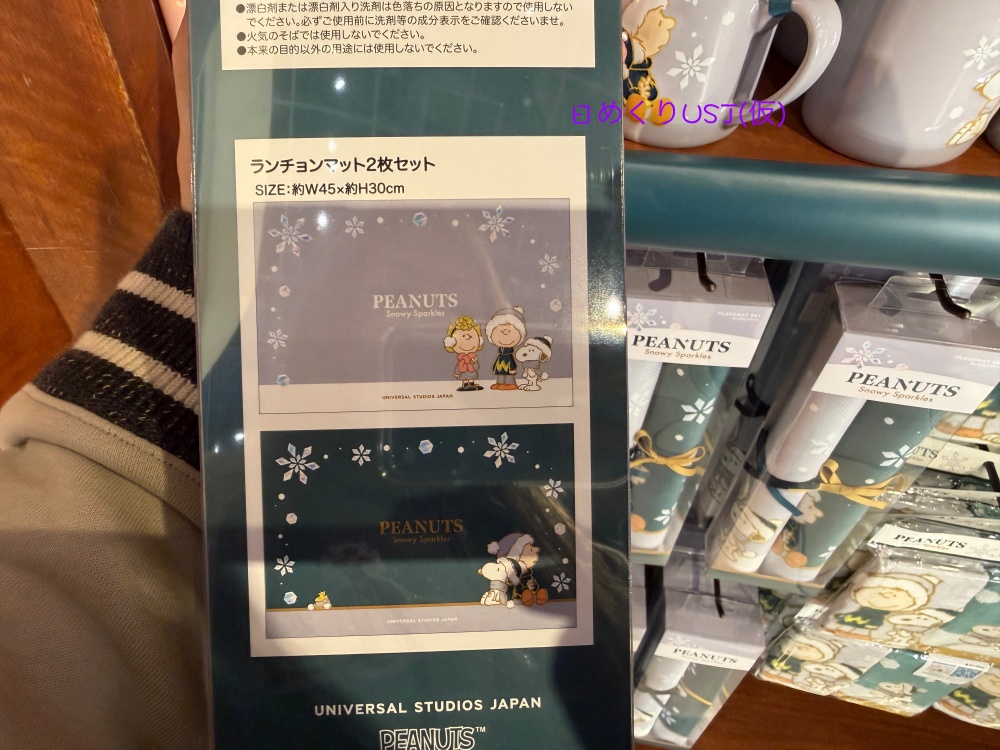 ●漂白剤または漂白剤入り洗剤は色落ちの原因となりますので使用しない
でください。必ずご使用前に洗剤等の成分表示をご確認くださいませ。
●火気のそばでは使用しないでください。
●本来の目的以外の用途には使用しないでください。
日めくりUSJ(仮)
ランチョンマット2枚セット
SIZE:約W45×約H30cm
PEANUTS
Snowy Sparkles
UNIVERSAL STUDIOS JAPAN
PEANUTS
Snowy Sparkles
UNIVERSAL STUDIOS JAPAN
UNIVERSAL STUDIOS JAPAN
PEANUTS™
PEANUTS
Snowy Sparkles
PLACEMAT SET
PEANUTS
Snowy Sparkles
PEANUTS
PEANUTS